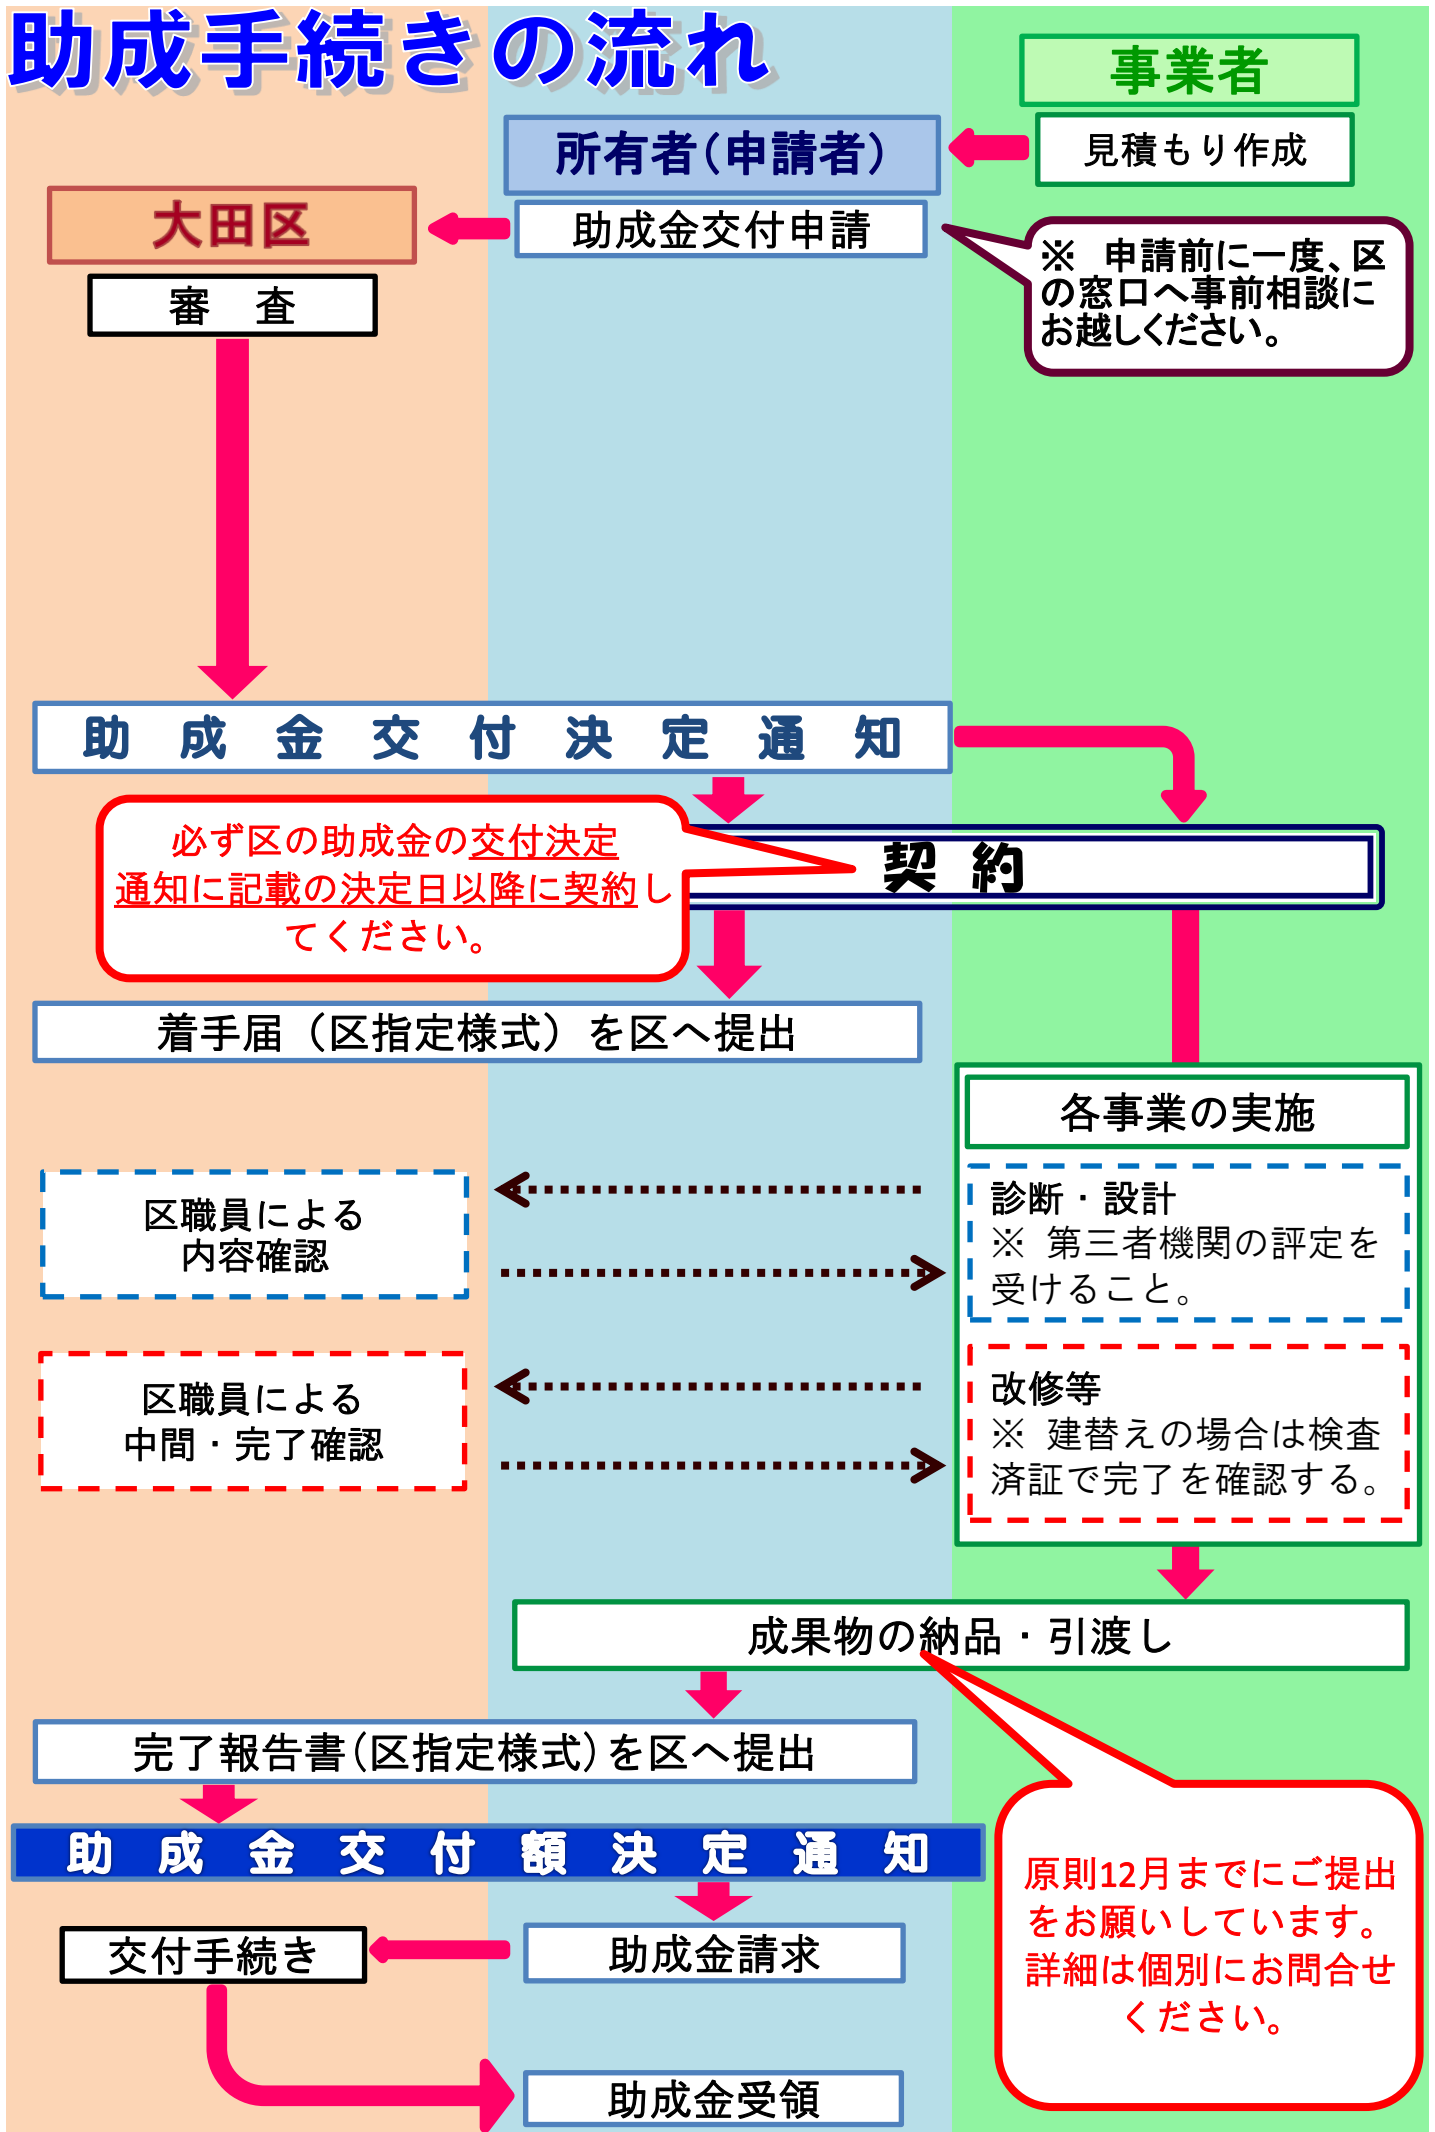 助成手続きの流れ
事業者
見積もり作成
所有者(申請者)
助成金交付申請
大田区
審　査
※　申請前に一度、区
の窓口へ事前相談に
お越しください。
助　成　金　交　付　決　定　通　知
必ず区の助成金の交付決定
通知に記載の決定日以降に契約し
てください。
契　約
着手届（区指定様式）を区へ提出
各事業の実施
診断・設計
※　第三者機関の評定を
受けること。
区職員による
内容確認
改修等
※　建替えの場合は検査
済証で完了を確認する。
区職員による
中間・完了確認
成果物の納品・引渡し
完了報告書(区指定様式)を区へ提出
助　成　金　交　付　額　決　定　通　知
原則12月までにご提出
をお願いしています。
詳細は個別にお問合せ
ください。
助成金請求
交付手続き
助成金受領